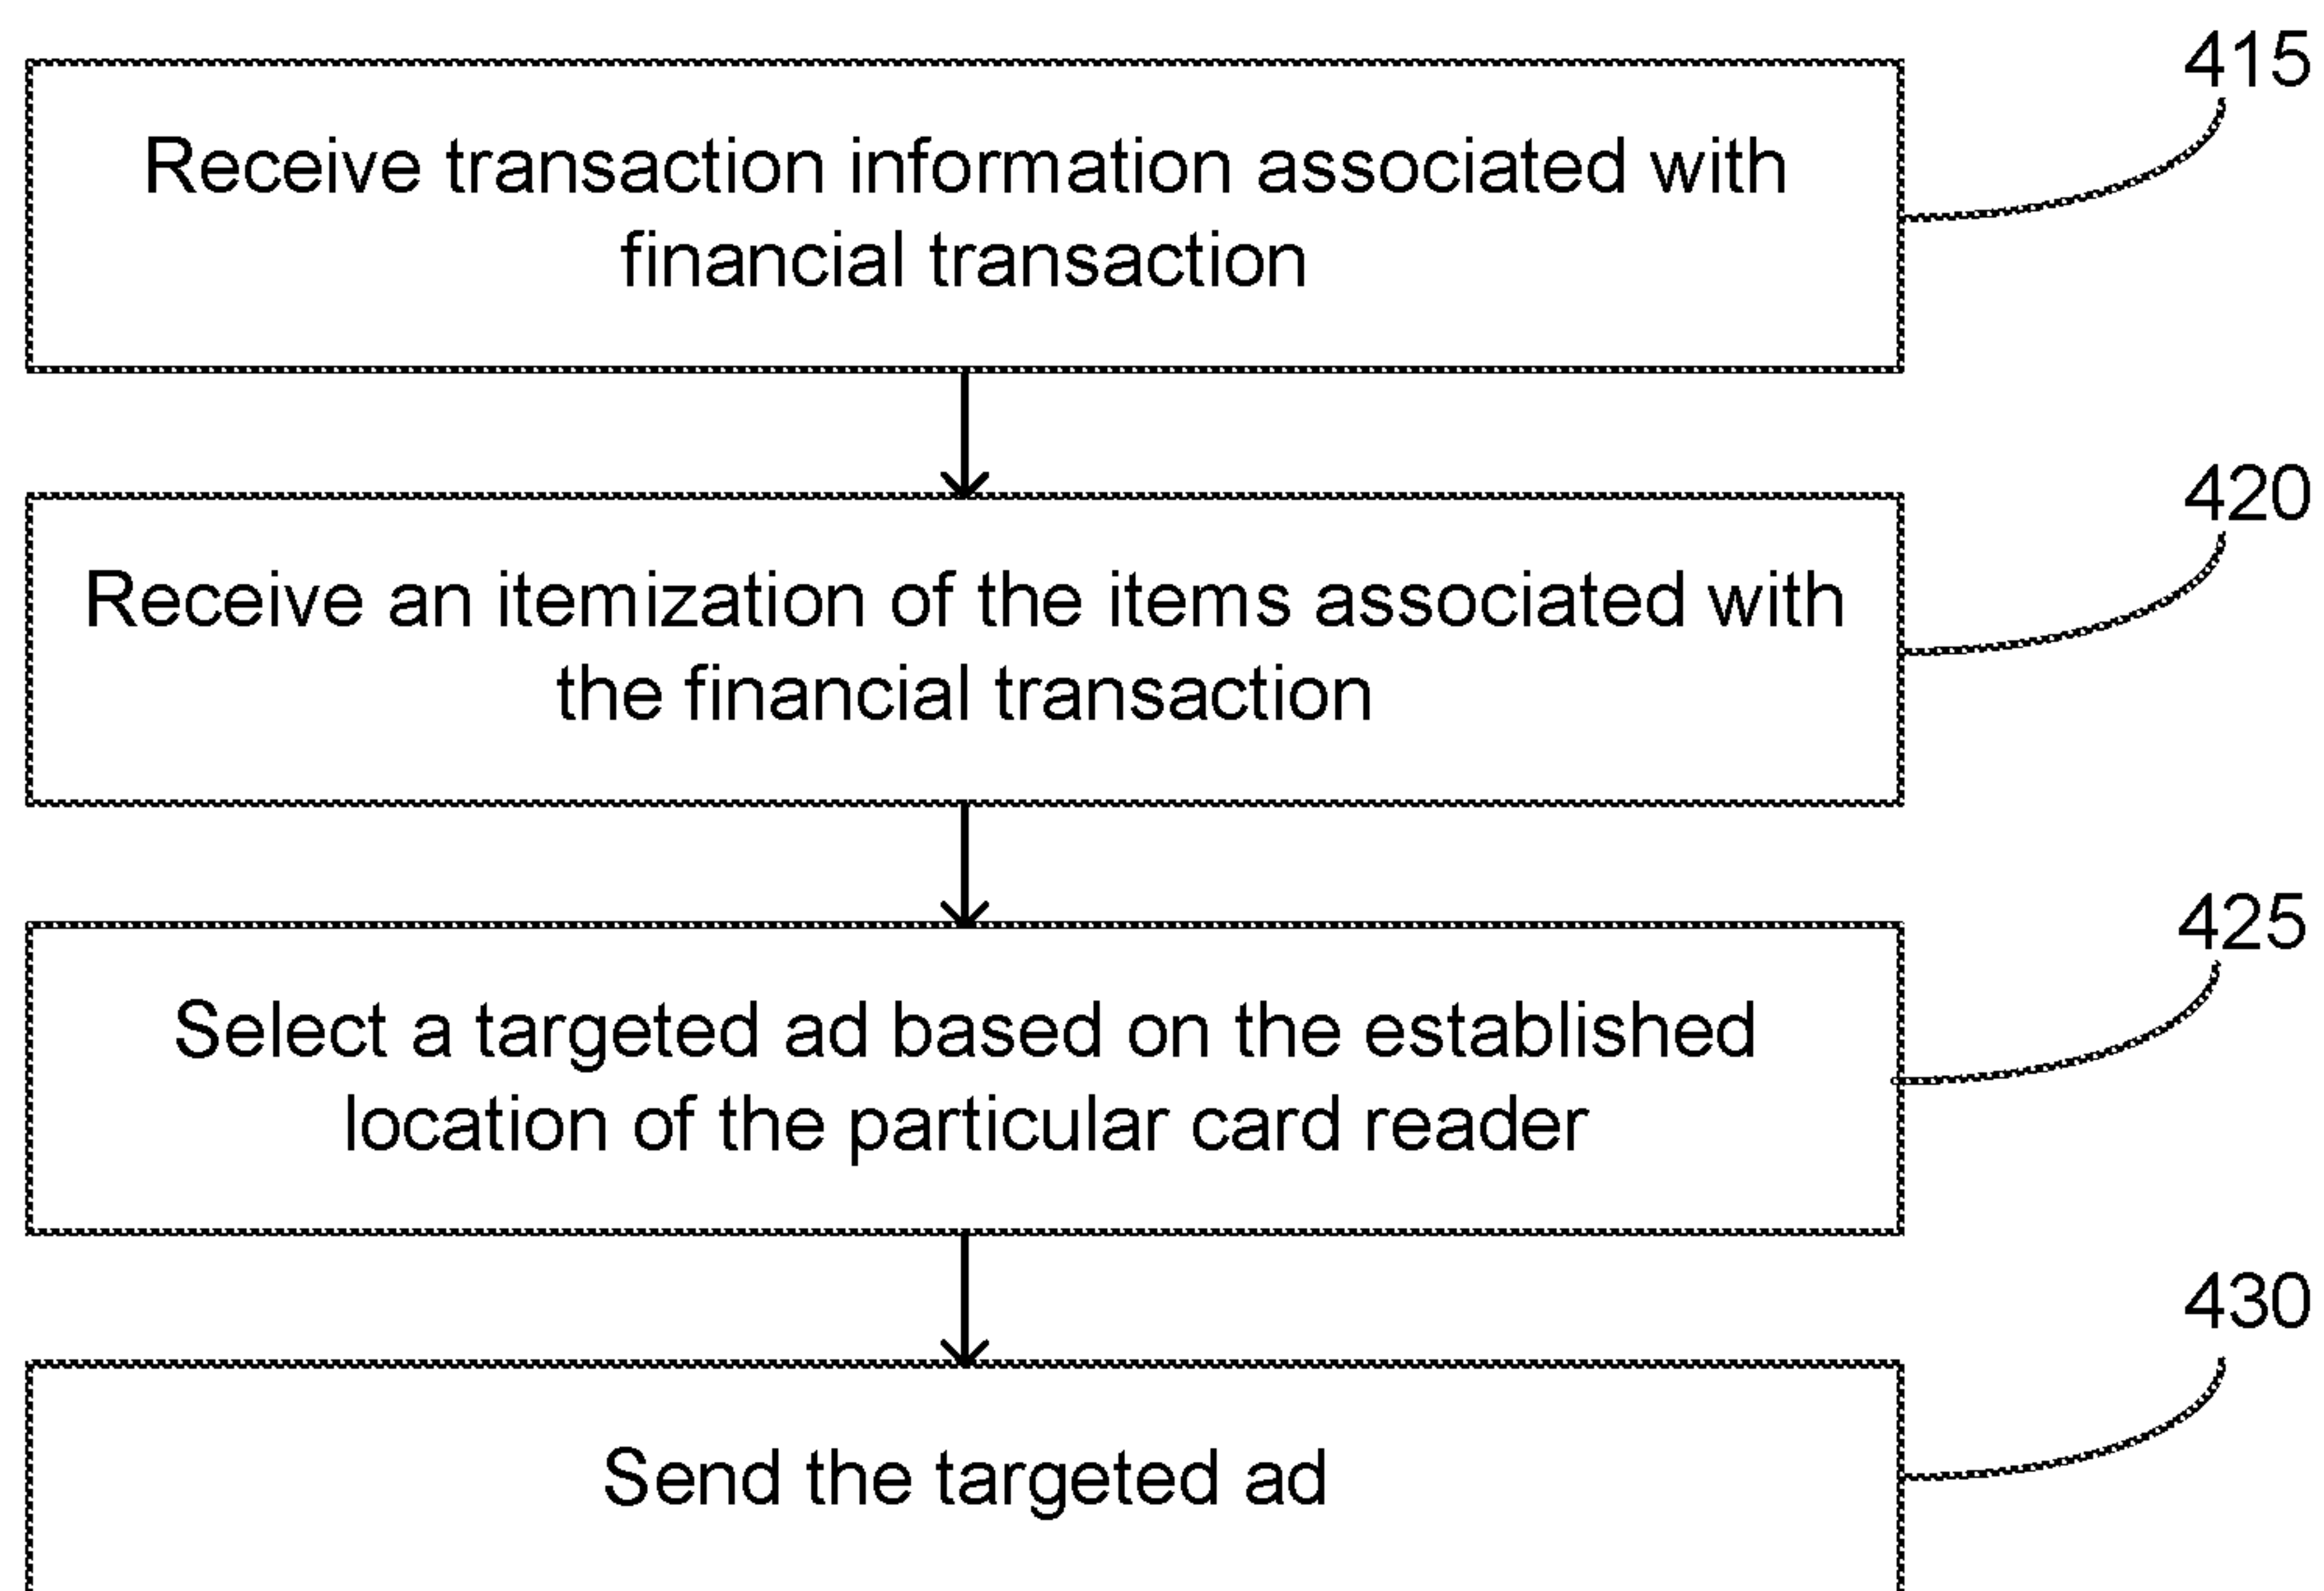 415
Receive transaction information associated with
financial transaction
420
Receive an itemization of the items associated with
the financial transaction
425
Select a targeted ad based on the established
location of the particular card reader
430
Send the targeted ad